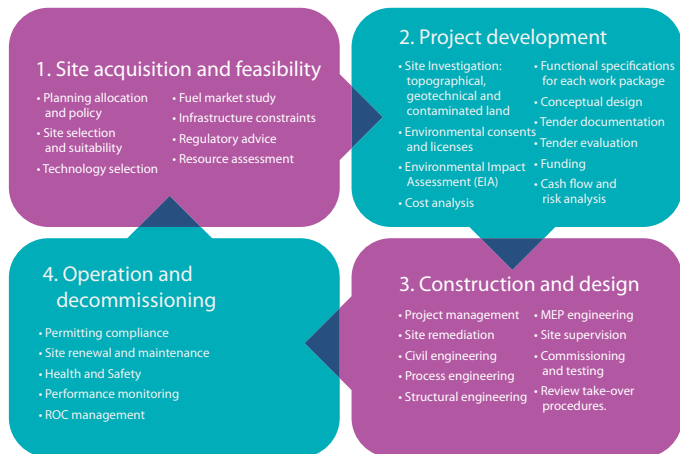 1. Site acquisition and feasibility
• Planning allocation
and policy
• Site selection
and suitability
• Technology selection
• Fuel market study
• Infrastructure constraints
• Regulatory advice
• Resource assessment
2. Project development
• Site Investigation:
topographical,
geotechnical and
contaminated land
• Environmental consents
and licenses
• Environmental Impact
Assessment (EIA)
• Cost analysis
• Functional specifications
for each work package
• Conceptual design
• Tender documentation
• Tender evaluation
• Funding
• Cash flow and
risk analysis
3. Construction and design
• Project management
• Site remediation
• Civil engineering
• Process engineering
• Structural engineering
• MEP engineering
• Site supervision
• Commissioning
and testing
• Review take-over
procedures.
4. Operation and
decommissioning
• Permitting compliance
• Site renewal and maintenance
• Health and Safety
• Performance monitoring
• ROC management